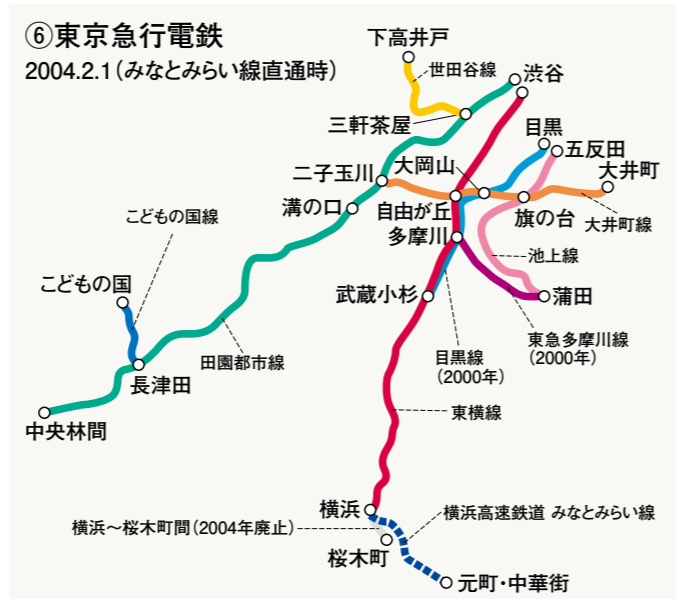 ⑥東京急行電鉄
2004.2.1（みなとみらい線直通時）
下高井戸
世田谷線
渋谷
三軒茶屋
目黒
五反田
大岡山
大井町
二子玉川
溝の口
自由が丘
旗の台
大井町線
こどもの国線
多摩川
池上線
こどもの国
武蔵小杉
蒲田
東急多摩川線
（2000年）
目黒線
（2000年）
田園都市線
長津田
東横線
中央林間
横浜
横浜高速鉄道 みなとみらい線
横浜〜桜木町間（2004年廃止）
桜木町
元町・中華街